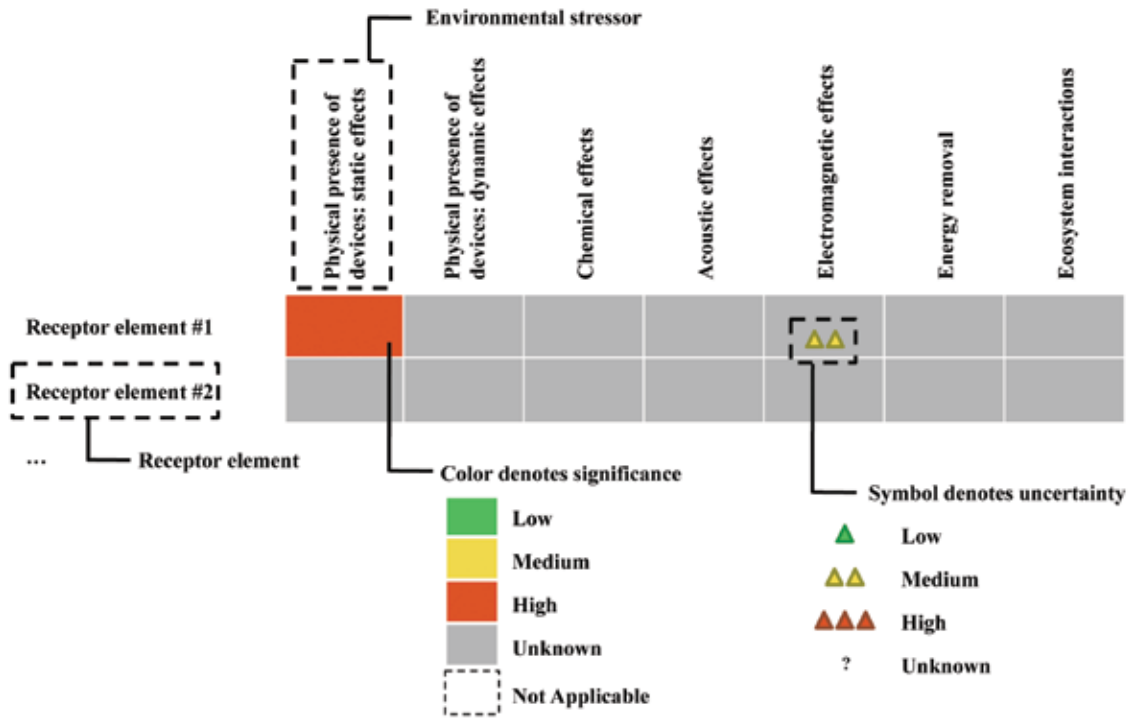 Environmental stressor
Physical presence of
devices: static effects
Physical presence of
devices: dynamic effects
Chemical effects
Acoustic effects
Electromagnetic effects
Energy removal
Ecosystem interactions
Receptor element #1
Receptor element #2
...
Receptor element
Color denotes significance
Low
Medium
High
Unknown
Not Applicable
Symbol denotes uncertainty
Low
Medium
High
? Unknown